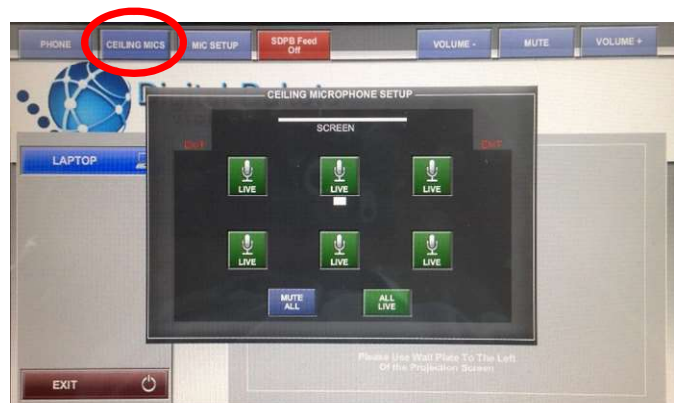 PHONE
CEILING MICS
MIC SETUP
SDPB Feed
Off
VOLUME -
MUTE
VOLUME +
CEILING MICROPHONE SETUP
SCREEN
EXIT
EXIT
LAPTOP
LIVE
LIVE
LIVE
LIVE
LIVE
LIVE
MUTE
ALL
ALL
LIVE
Please Use Wall Plate To The Left
Of the Projection Screen
EXIT